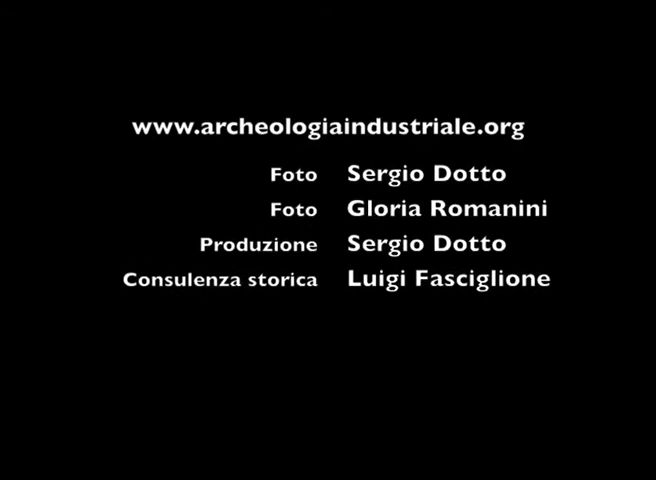 www.archeologiaindustriale.org
Foto Sergio Dotto
Foto Gloria Romanini
Produzione Sergio Dotto
Consulenza storica Luigi Fasciglione